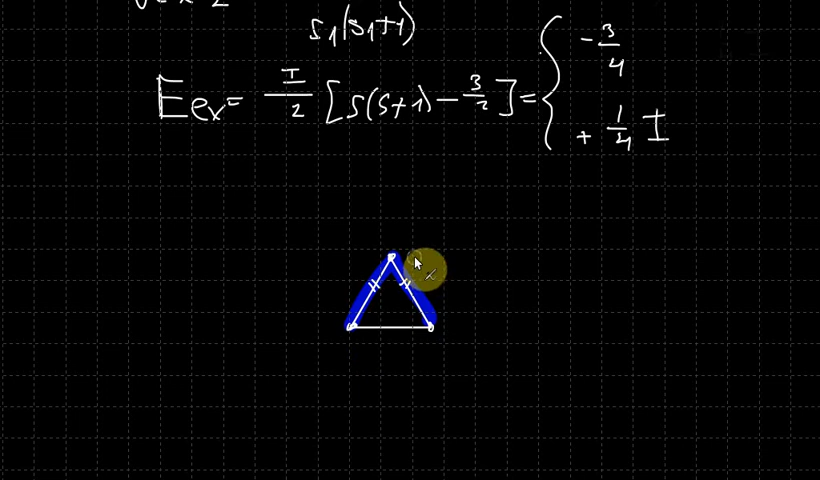 s₁(s₁+1)
Eex = I/2 [s(s+1) - 3/2] = { -3/4
+ 1/4 I